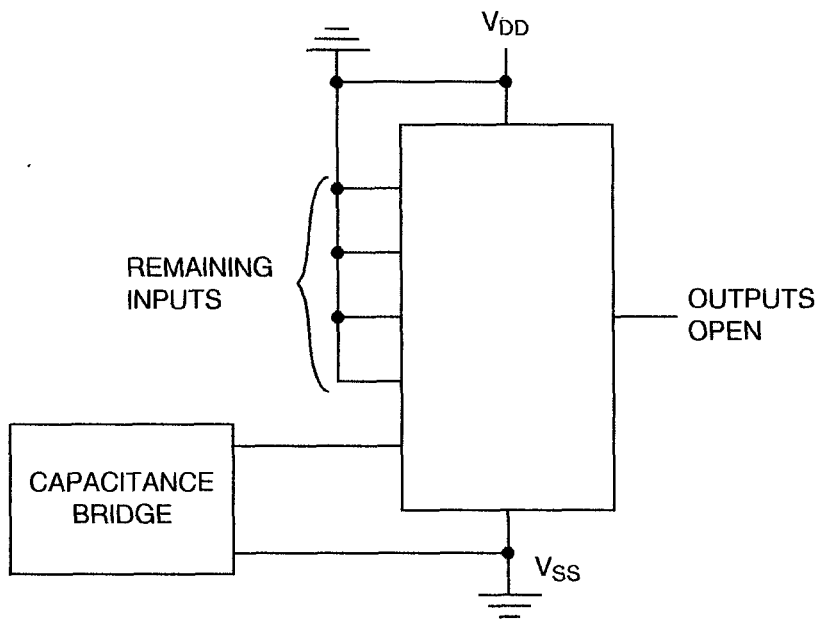 VDD
REMAINING
INPUTS
OUTPUTS
OPEN
CAPACITANCE
BRIDGE
VSS